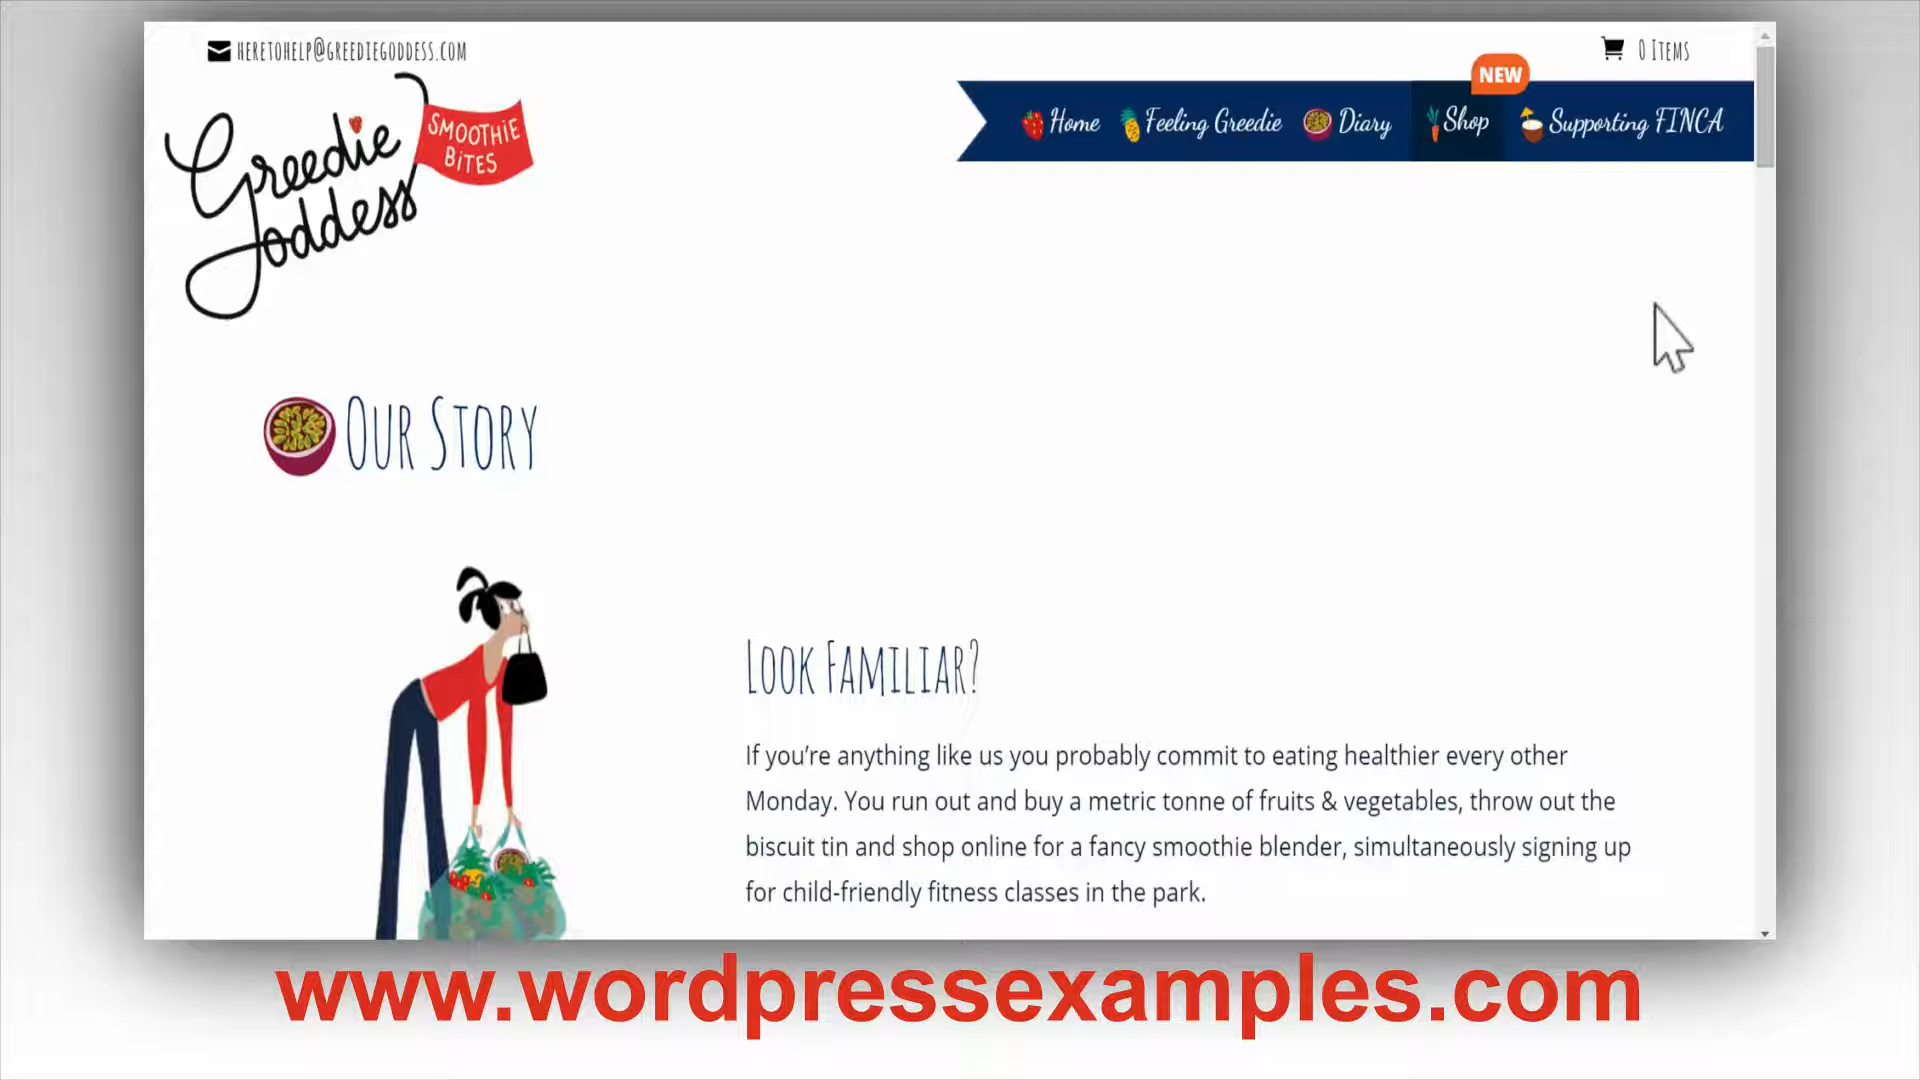 HERETOHELP@GREEDIEGODDESS.COM
0 ITEMS
NEW
Home Feeling Greedie Diary Shop Supporting FINCA
Greedie
Goddess
SMOOTHiE
BiTES
OUR STORY
LOOK FAMILIAR?
If you’re anything like us you probably commit to eating healthier every other
Monday. You run out and buy a metric tonne of fruits & vegetables, throw out the
biscuit tin and shop online for a fancy smoothie blender, simultaneously signing up
for child-friendly fitness classes in the park.
www.wordpressexamples.com